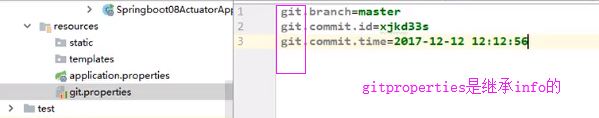 Springboot08ActuatorApp
resources
static
templates
application.properties
git.properties
test
1 git.branch=master
2 git.commit.id=xjkd33s
3 git.commit.time=2017-12-12 12:12:56
gitproperties是继承info的